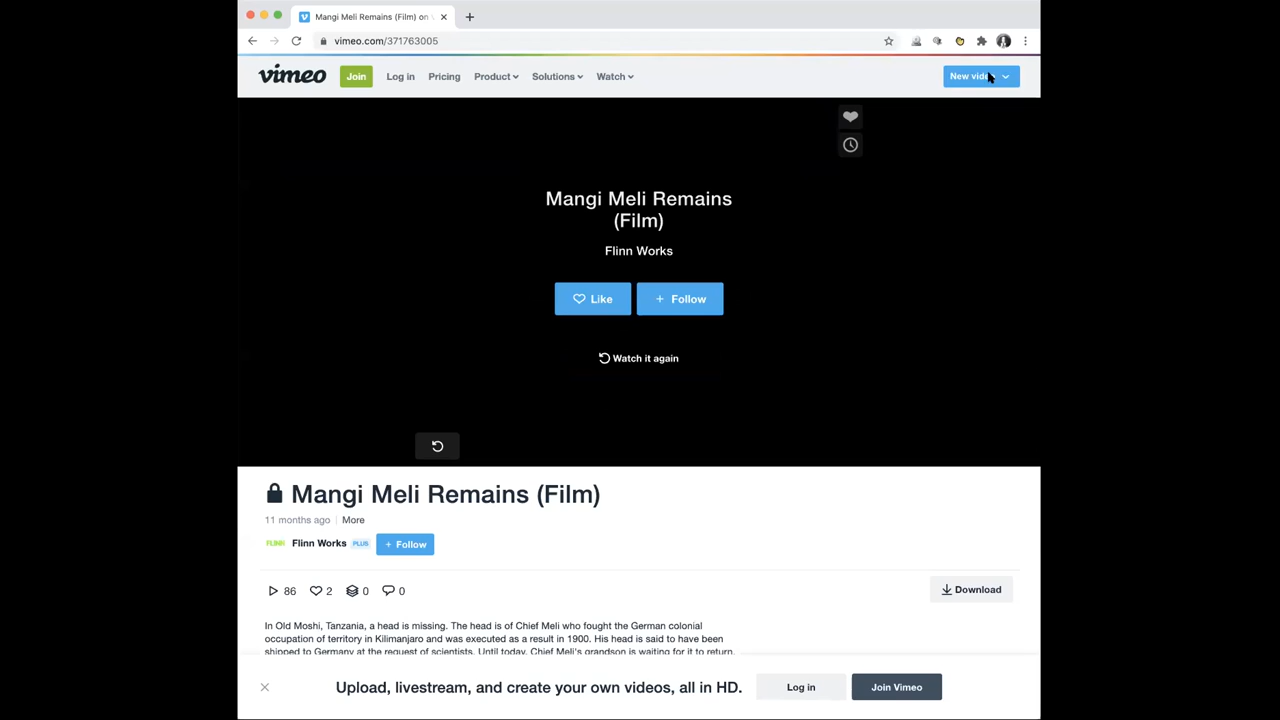 Mangi Meli Remains (Film) on
vimeo.com/371763005
vimeo Join Log in Pricing Product Solutions Watch New
Mangi Meli Remains
(Film)
Flinn Works
Like + Follow
Watch it again
Mangi Meli Remains (Film)
11 months ago | More
FLINN Flinn Works PLUS + Follow
86 2 0 0 Download
In Old Moshi, Tanzania, a head is missing. The head is of Chief Meli who fought the German colonial
occupation of territory in Kilimanjaro and was executed as a result in 1900. His head is said to have been
shipped to Germany at the request of scientists. Until today, Chief Meli's grandson is waiting for it to return.
Upload, livestream, and create your own videos, all in HD. Log in Join Vimeo